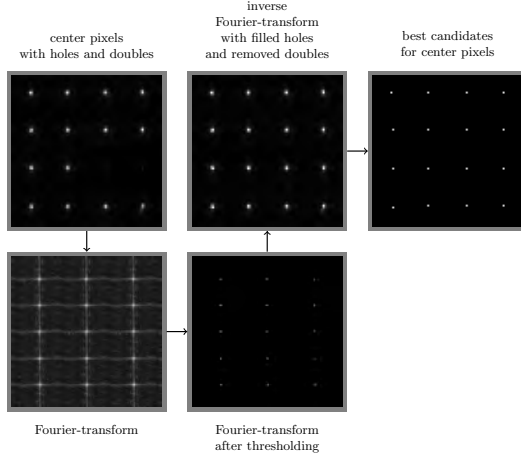 center pixels
with holes and doubles
inverse
Fourier-transform
with filled holes
and removed doubles
best candidates
for center pixels
Fourier-transform
Fourier-transform
after thresholding